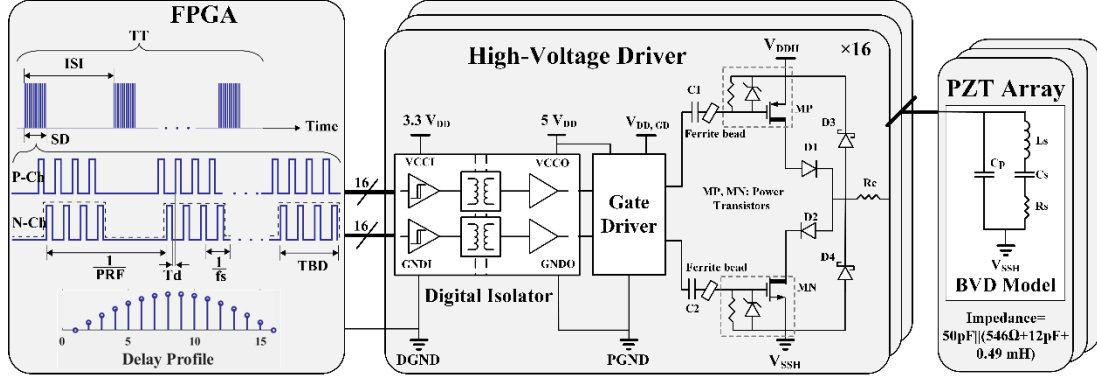 FPGA
TT
ISI
Time
SD
P-Ch
N-Ch
1
PRF
Td
1
fs
TBD
0 5 10 15
Delay Profile
16
16
3.3 VDD
5 VDD
VCCI
VCCO
GNDI
GNDO
Digital Isolator
DGND
PGND
High-Voltage Driver
×16
VDD, GD
Gate
Driver
C1
Ferrite bead
VDDH
MP
D3
D1
MP, MN: Power
Transistors
Rc
D2
D4
Ferrite bead
C2
MN
VSSH
PZT Array
Cp
Ls
Cs
Rs
VSSH
BVD Model
Impedance=
50pF||(546Ω+12pF+
0.49 mH)